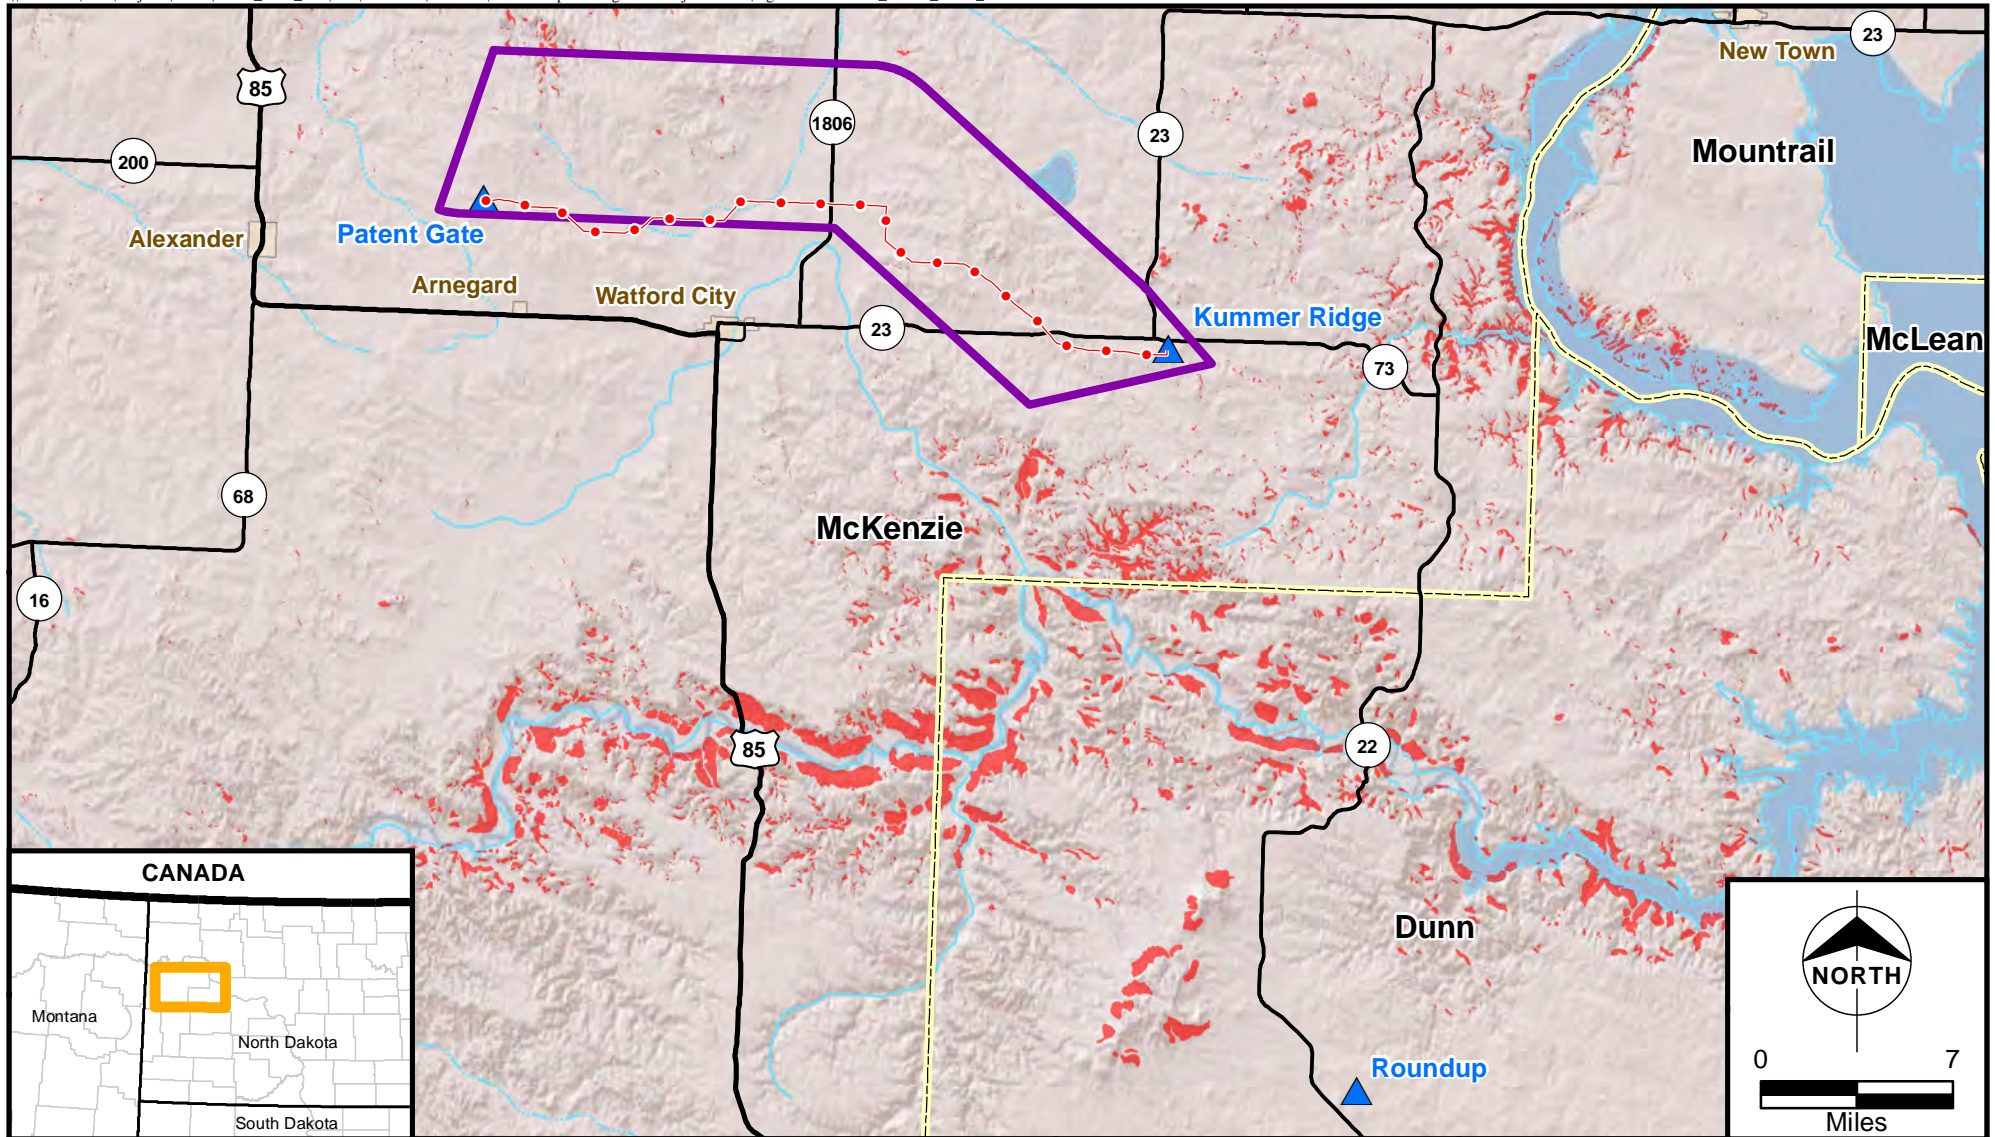 New Town
23
85
1806
23
200
Mountrail
Patent Gate
Alexander
Arnegard
Watford City
Kummer Ridge
23
McLean
73
68
McKenzie
16
85
22
CANADA
Dunn
NORTH
Montana
North Dakota
0 7
Roundup
South Dakota
Miles